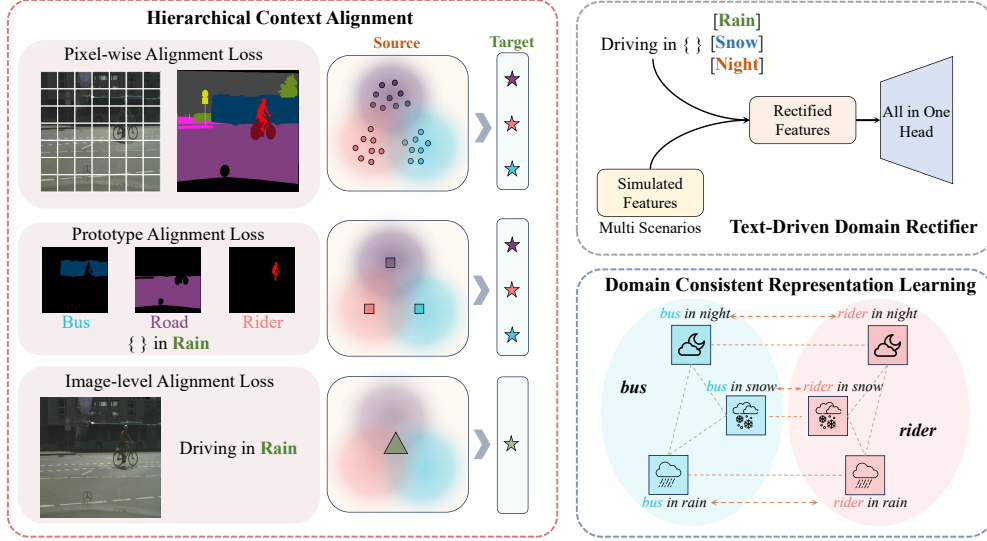 Hierarchical Context Alignment
Pixel-wise Alignment Loss
Source
Target
Prototype Alignment Loss
Bus
Road
Rider
{ } in Rain
Image-level Alignment Loss
Driving in Rain
[Rain]
Driving in { } [Snow]
[Night]
Rectified
Features
All in One
Head
Simulated
Features
Multi Scenarios
Text-Driven Domain Rectifier
Domain Consistent Representation Learning
bus in night
rider in night
bus
bus in snow
rider in snow
rider
bus in rain
rider in rain